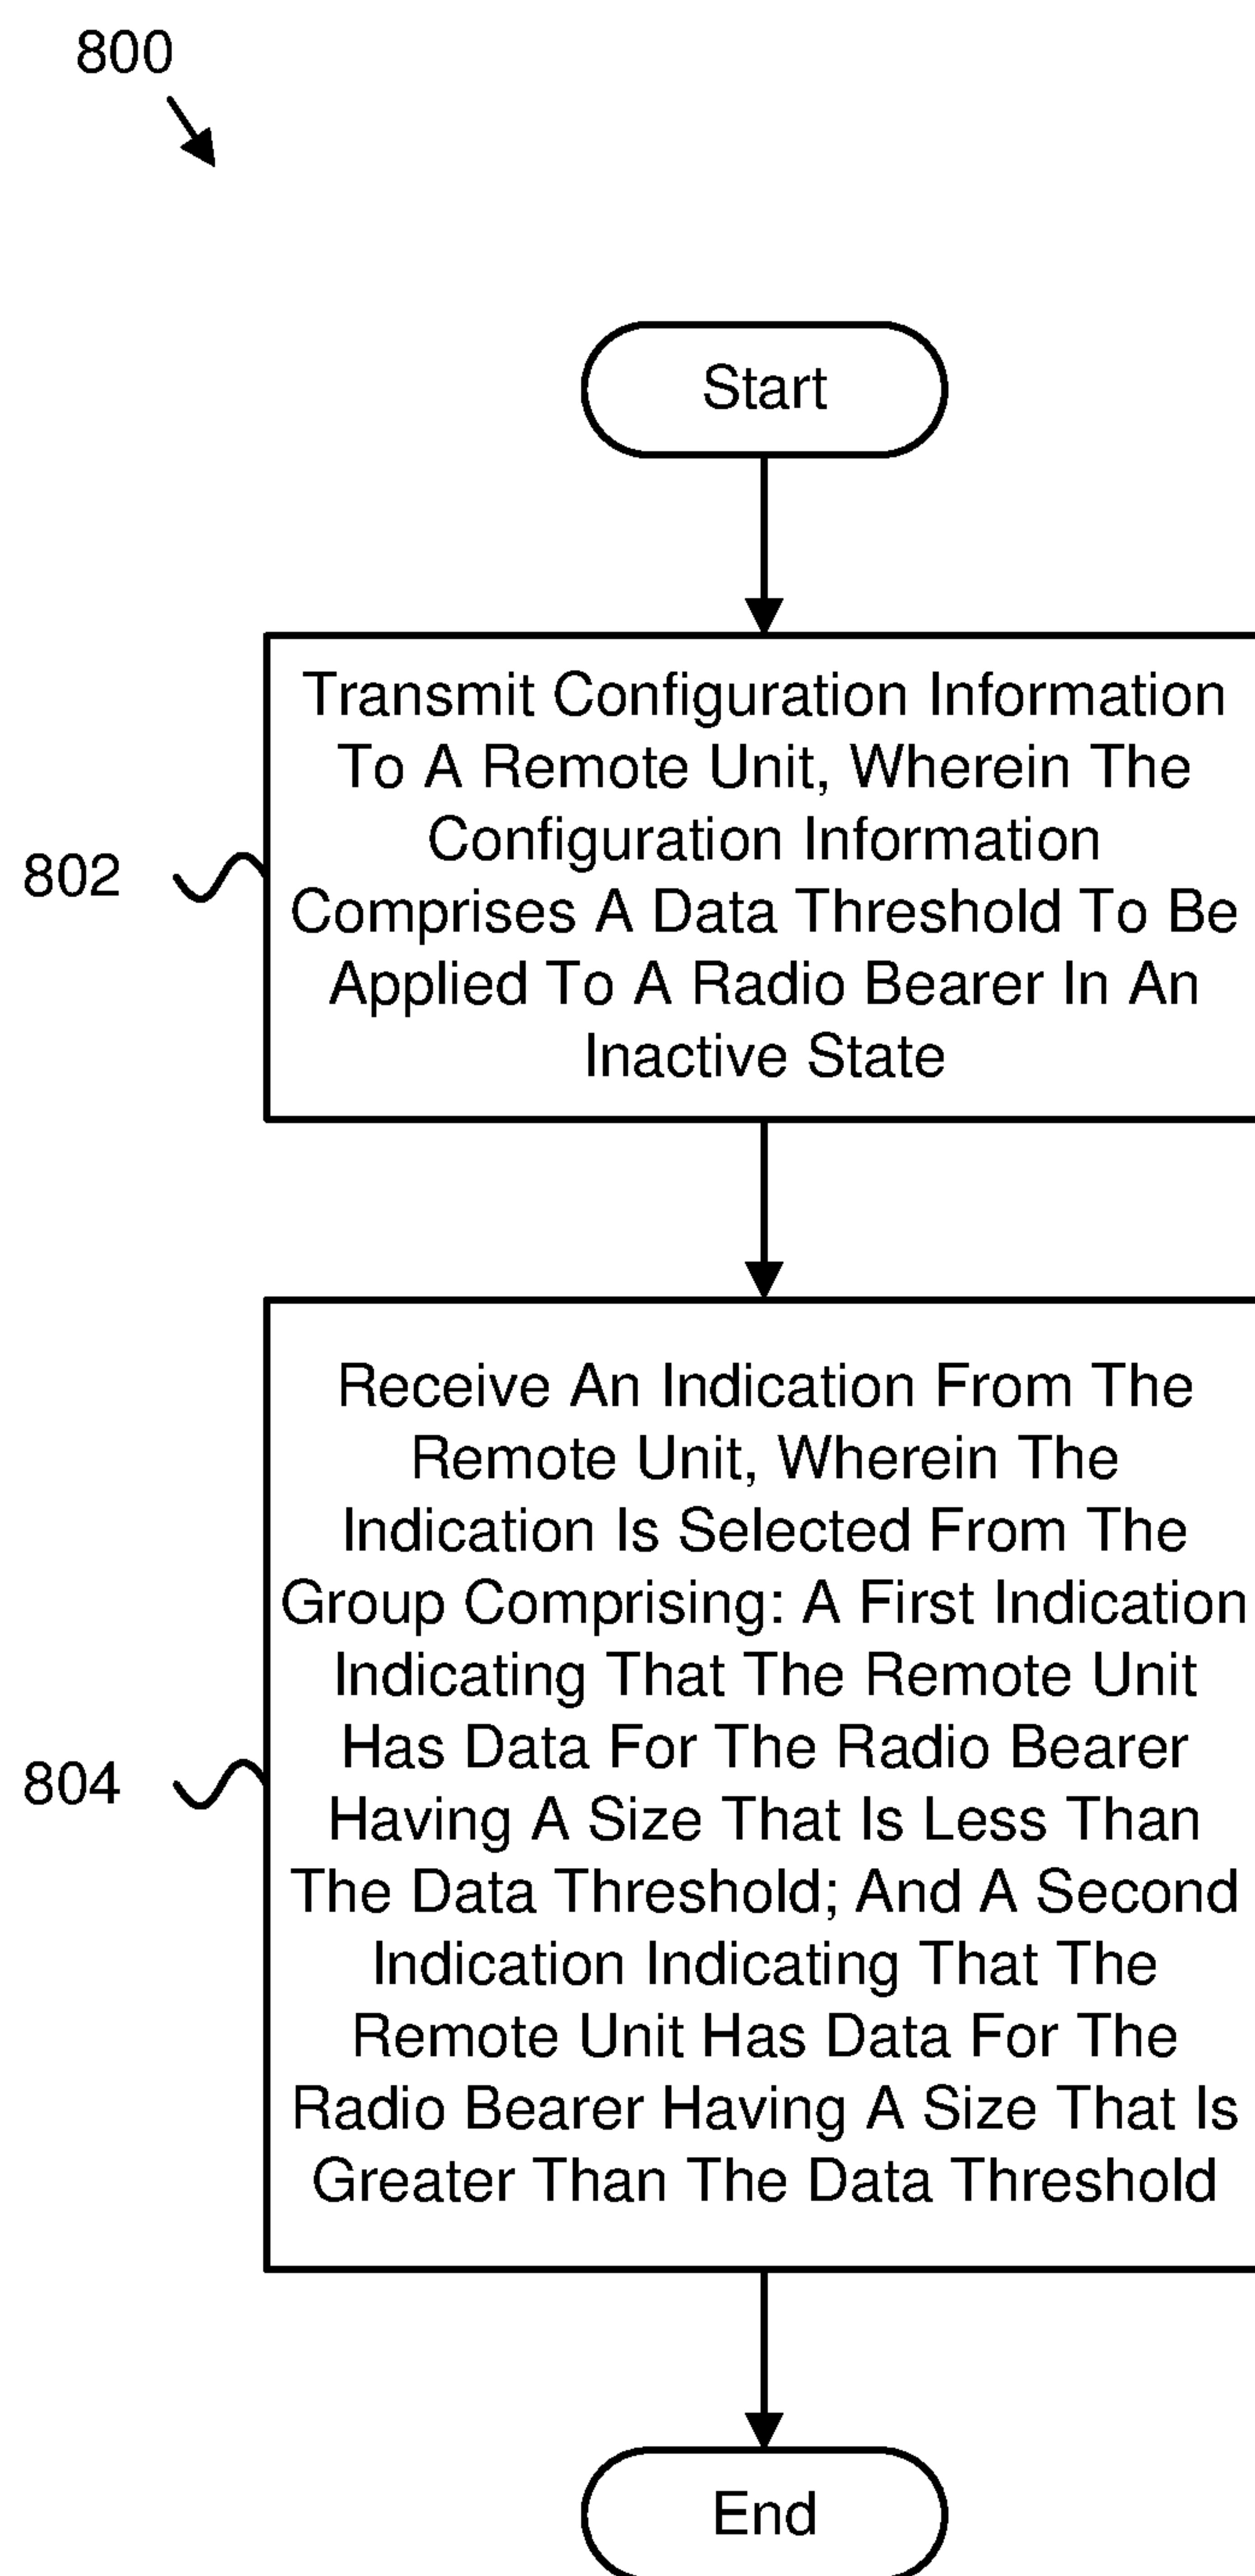 800
Start
802
Transmit Configuration Information
To A Remote Unit, Wherein The
Configuration Information
Comprises A Data Threshold To Be
Applied To A Radio Bearer In An
Inactive State
804
Receive An Indication From The
Remote Unit, Wherein The
Indication Is Selected From The
Group Comprising: A First Indication
Indicating That The Remote Unit
Has Data For The Radio Bearer
Having A Size That Is Less Than
The Data Threshold; And A Second
Indication Indicating That The
Remote Unit Has Data For The
Radio Bearer Having A Size That Is
Greater Than The Data Threshold
End